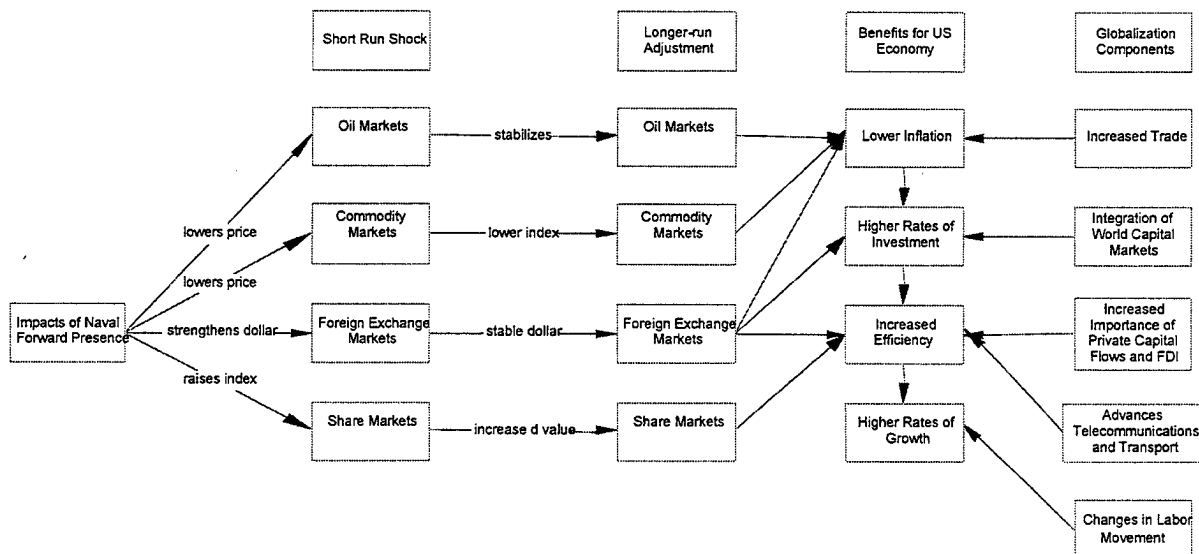 Short Run Shock
Longer-run
Adjustment
Benefits for US
Economy
Globalization
Components
Oil Markets
stabilizes
Oil Markets
Lower Inflation
Increased Trade
lowers price
Commodity
Markets
lower index
Commodity
Markets
Higher Rates of
Investment
Integration of
World Capital
Markets
lowers price
Impacts of Naval
Forward Presence
strengthens dollar
Foreign Exchange
Markets
stable dollar
Foreign Exchange
Markets
Increased
Efficiency
Increased
Importance of
Private Capital
Flows and FDI
raises index
Share Markets
increase d value
Share Markets
Higher Rates of
Growth
Advances
Telecommunications
and Transport
Changes in Labor
Movement